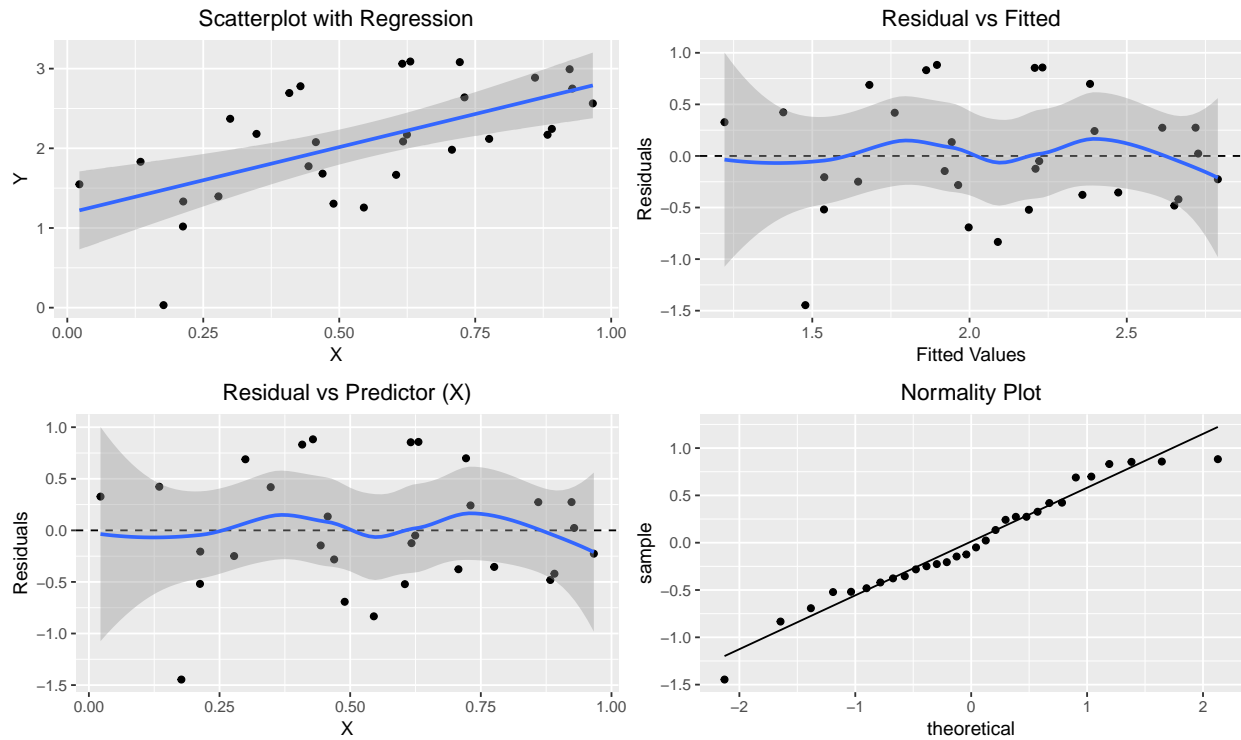 Scatterplot with Regression
3
2
1
0
Y
0.00 0.25 0.50 0.75 1.00
X
Residual vs Fitted
1.0
0.5
0.0
−0.5
−1.0
−1.5
Residuals
1.5 2.0 2.5
Fitted Values
Residual vs Predictor (X)
1.0
0.5
0.0
−0.5
−1.0
−1.5
Residuals
0.00 0.25 0.50 0.75 1.00
X
Normality Plot
1.0
0.5
0.0
−0.5
−1.0
−1.5
sample
−2 −1 0 1 2
theoretical